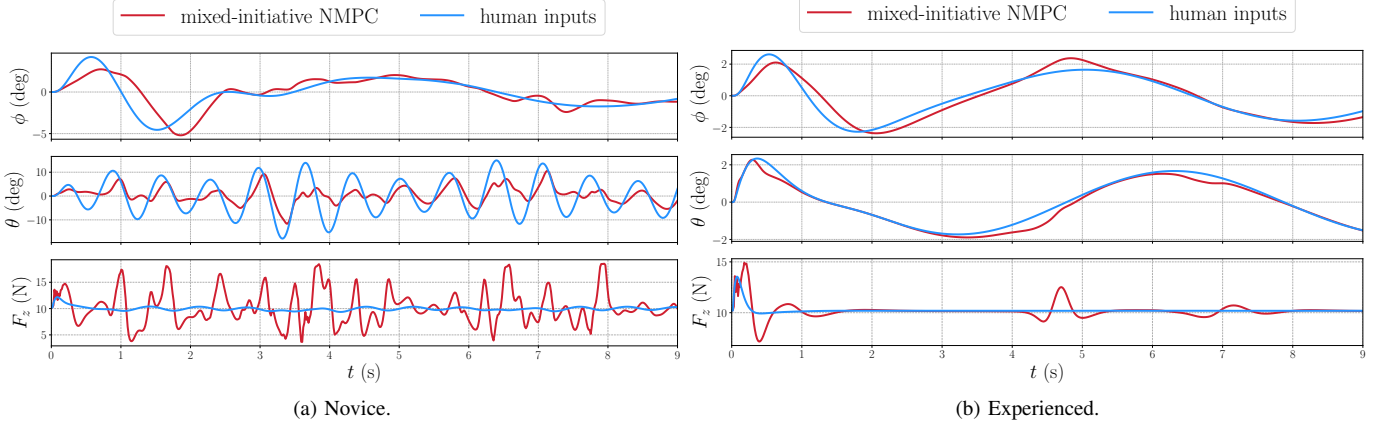 mixed-initiative NMPC human inputs
ϕ (deg)
0
−5
θ (deg)
10
0
−10
F_z (N)
15
10
5
0 1 2 3 4 5 6 7 8 9
t (s)
(a) Novice.
mixed-initiative NMPC human inputs
ϕ (deg)
2
0
−2
θ (deg)
2
0
−2
F_z (N)
10
0 1 2 3 4 5 6 7 8 9
t (s)
(b) Experienced.